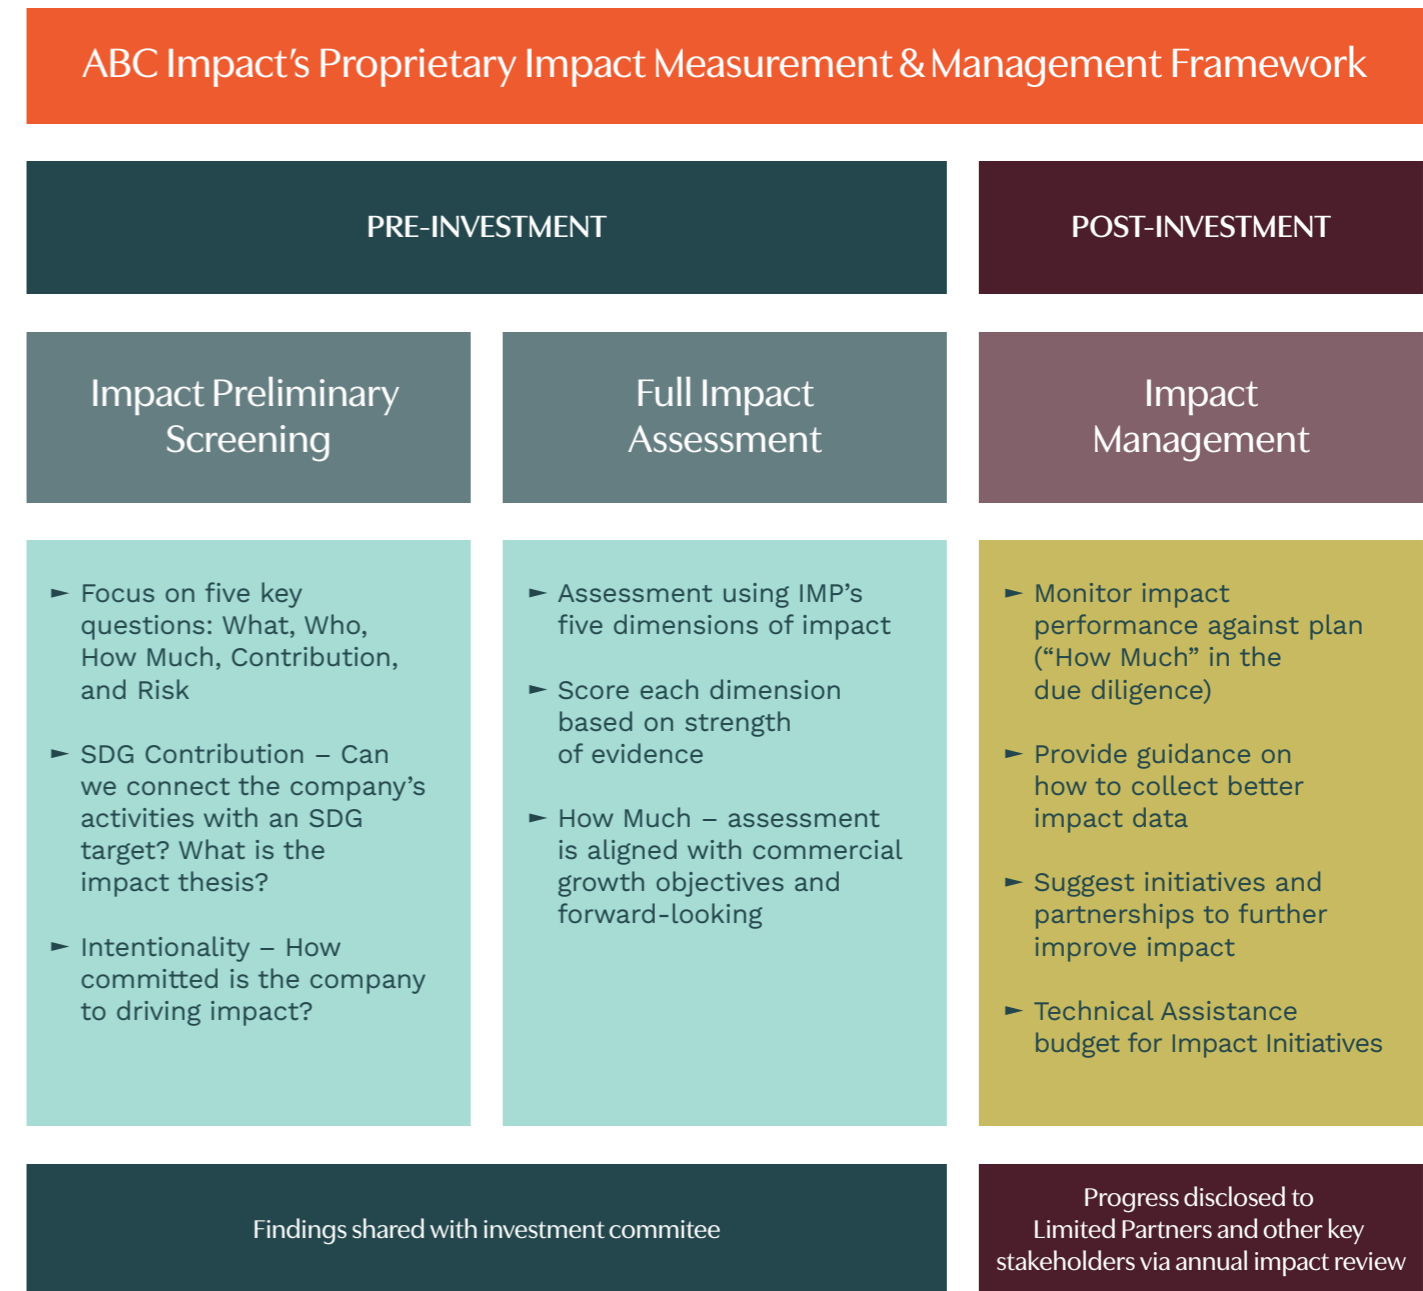 ABC Impact’s Proprietary Impact Measurement & Management Framework
PRE-INVESTMENT
POST-INVESTMENT
Impact Preliminary
Screening
Full Impact
Assessment
Impact
Management
► Focus on five key
questions: What, Who,
How Much, Contribution,
and Risk
► SDG Contribution – Can
we connect the company’s
activities with an SDG
target? What is the
impact thesis?
► Intentionality – How
committed is the company
to driving impact?
► Assessment using IMP’s
five dimensions of impact
► Score each dimension
based on strength
of evidence
► How Much – assessment
is aligned with commercial
growth objectives and
forward-looking
► Monitor impact
performance against plan
(“How Much” in the
due diligence)
► Provide guidance on
how to collect better
impact data
► Suggest initiatives and
partnerships to further
improve impact
► Technical Assistance
budget for Impact Initiatives
Findings shared with investment commitee
Progress disclosed to
Limited Partners and other key
stakeholders via annual impact review